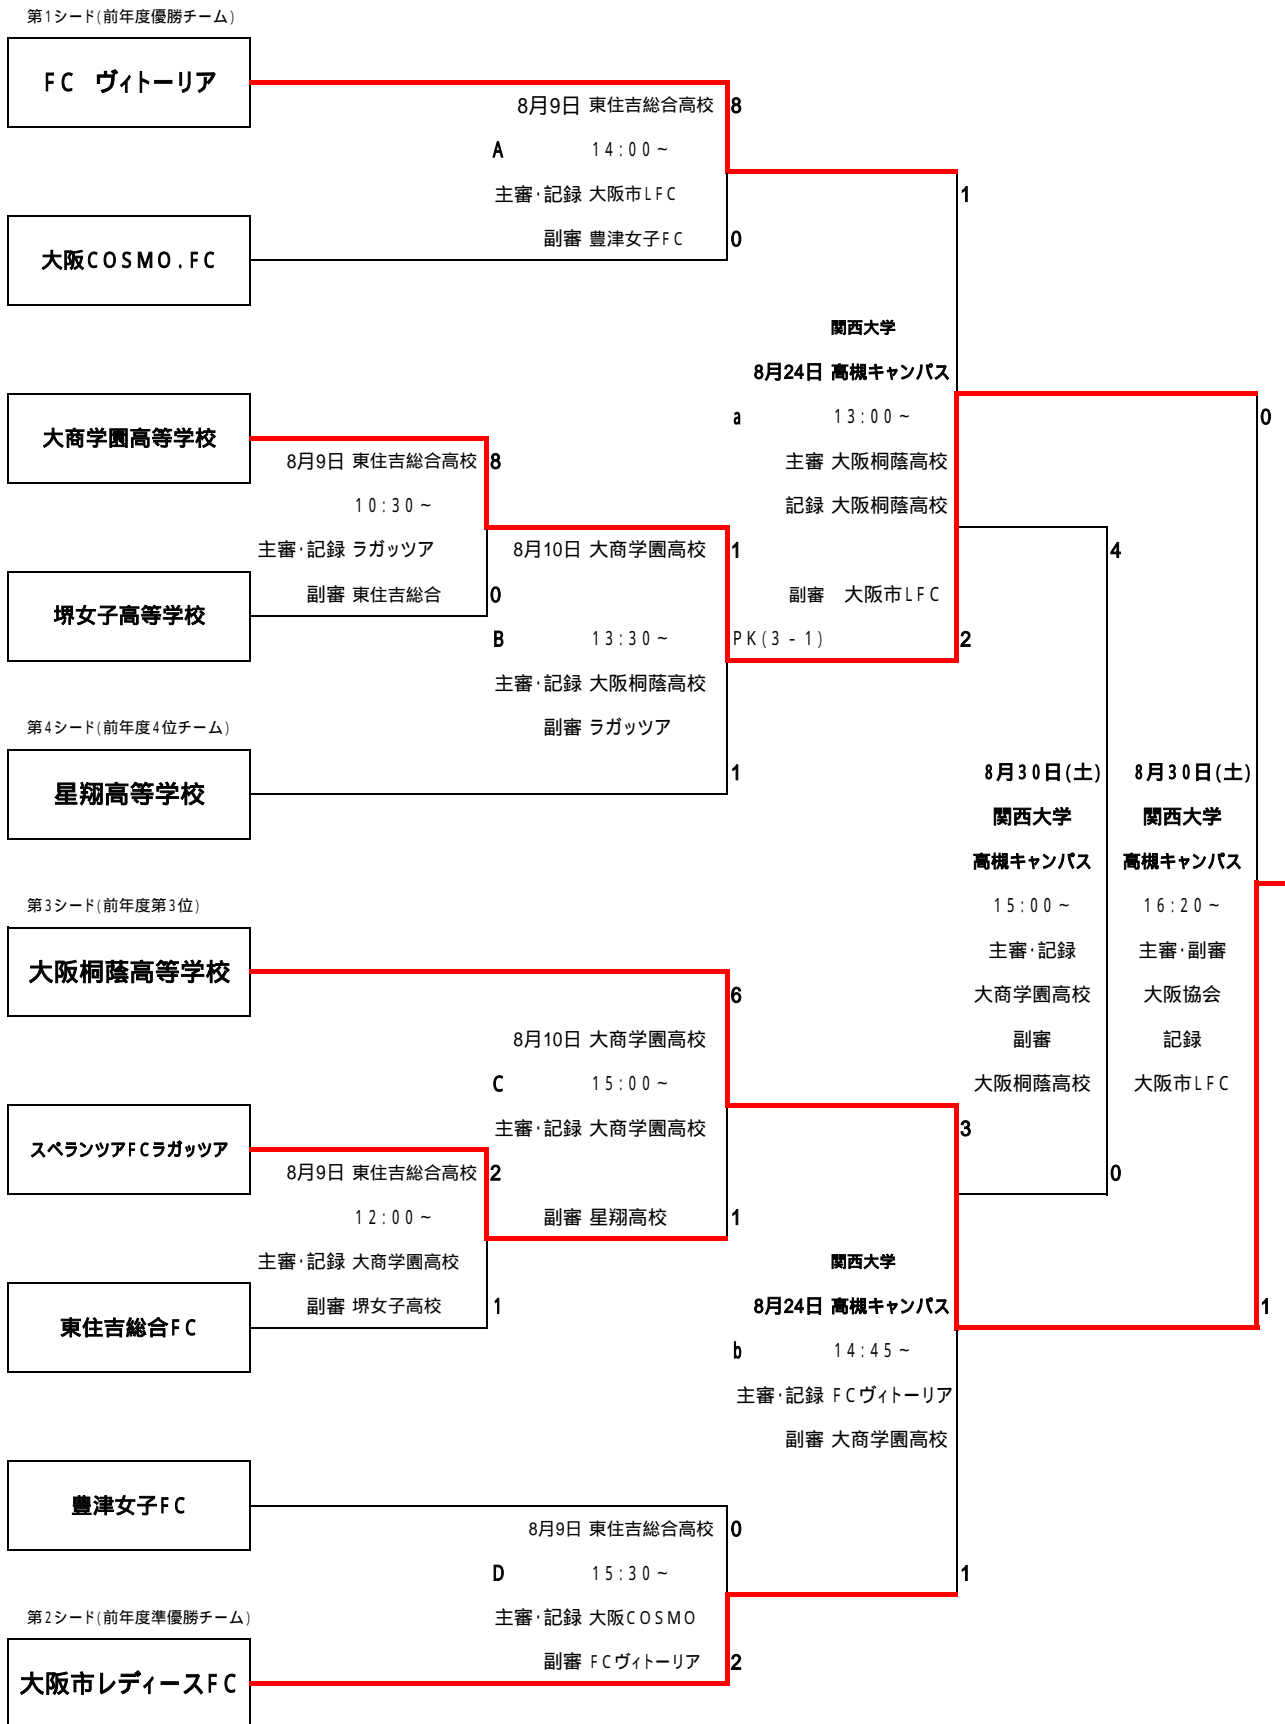 第1シード(前年度優勝チーム)
FC ヴィトーリア
8月9日 東住吉総合高校 8
A 14:00~
主審･記録 大阪市LFC
1
副審 豊津女子FC 0
大阪COSMO.FC
関西大学
8月24日 高槻キャンパス
a 13:00~
0
大商学園高等学校
8月9日 東住吉総合高校 8
主審 大阪桐蔭高校
10:30~
記録 大阪桐蔭高校
主審･記録 ラガッツア
8月10日 大商学園高校 1
4
副審 東住吉総合 0
副審 大阪市LFC
堺女子高等学校
B 13:30~
PK(3-1)
2
主審･記録 大阪桐蔭高校
副審 ラガッツア
第4シード(前年度4位チーム)
1
星翔高等学校
8月30日(土)
関西大学
高槻キャンパス
15:00~
主審･記録
大商学園高校
副審
大阪桐蔭高校
8月30日(土)
関西大学
高槻キャンパス
16:20~
主審･副審
大阪協会
記録
大阪市LFC
第3シード(前年度第3位)
大阪桐蔭高等学校
6
8月10日 大商学園高校
C 15:00~
主審･記録 大商学園高校
3
スペランツアFCラガッツア
8月9日 東住吉総合高校 2
0
12:00~
副審 星翔高校 1
主審･記録 大商学園高校
副審 堺女子高校 1
東住吉総合FC
関西大学
8月24日 高槻キャンパス
1
b 14:45~
主審･記録 FCヴィトーリア
副審 大商学園高校
豊津女子FC
8月9日 東住吉総合高校 0
D 15:30~
1
主審･記録 大阪COSMO
副審 FCヴィトーリア 2
第2シード(前年度準優勝チーム)
大阪市レディースFC